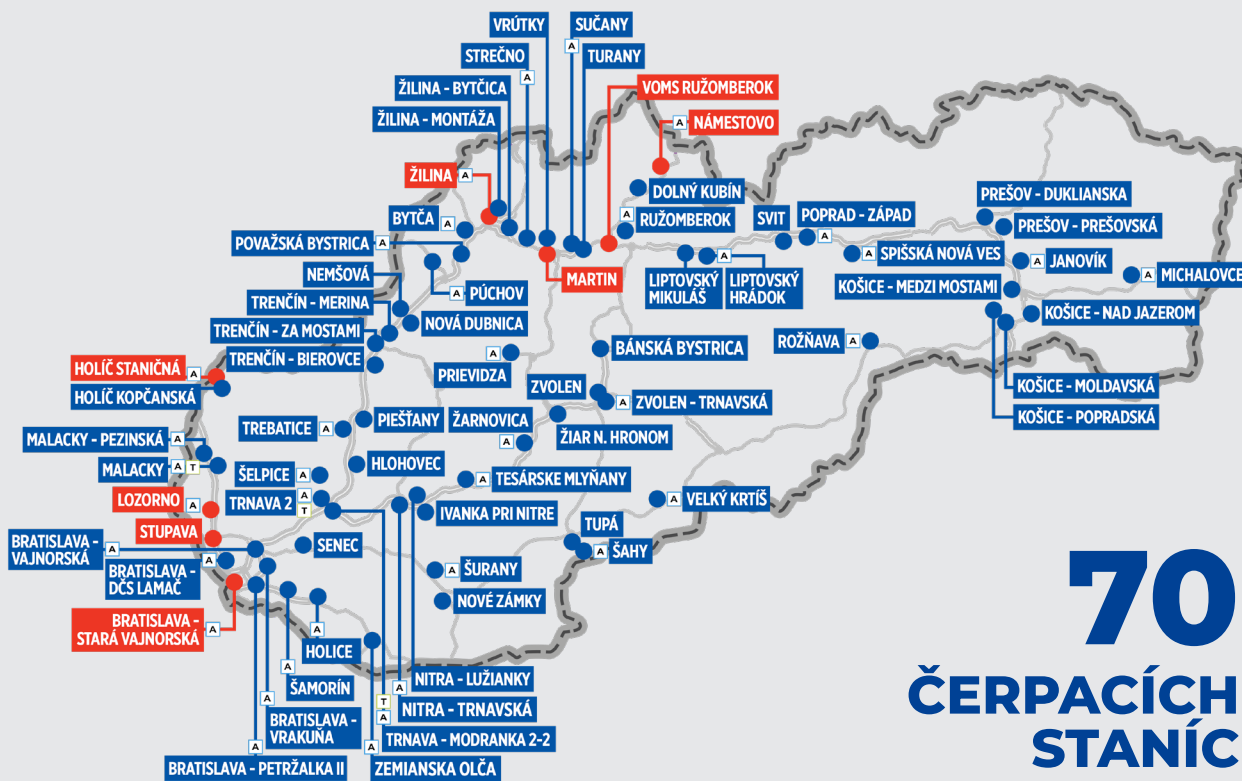 VRÚTKY
SUČANY
A
STREČNO
A
TURANY
ŽILINA - BYTČICA
VOMS RUŽOMBEROK
ŽILINA - MONTÁŽA
A NÁMESTOVO
ŽILINA A
DOLNÝ KUBÍN
PREŠOV - DUKLIANSKA
BYTČA A
A
RUŽOMBEROK
SVIT
POPRAD - ZÁPAD
A
PREŠOV - PREŠOVSKÁ
POVAŽSKÁ BYSTRICA A
A SPIŠSKÁ NOVÁ VES
A JANOVÍK
A MICHALOVCE
NEMŠOVÁ
MARTIN
LIPTOVSKÝ
MIKULÁŠ
A
LIPTOVSKÝ
HRÁDOK
KOŠICE - MEDZI MOSTAMI
A PÚCHOV
TRENČÍN - MERINA
KOŠICE - NAD JAZEROM
NOVÁ DUBNICA
TRENČÍN - ZA MOSTAMI
ROŽŇAVA A
BÁNSKÁ BYSTRICA
TRENČÍN - BIEROVCE
A
PRIEVIDZA
HOLÍČ STANIČNÁ A
HOLÍČ KOPČANSKÁ
KOŠICE - MOLDAVSKÁ
ZVOLEN
A ZVOLEN - TRNAVSKÁ
KOŠICE - POPRADSKÁ
PIEŠŤANY
ŽARNOVICA
A
TREBATICE A
ŽIAR N. HRONOM
MALACKY - PEZINSKÁ A
MALACKY A T
HLOHOVEC
ŠELPICE A
A TESÁRSKE MLYŇANY
LOZORNO A
TRNAVA 2 A
T
A VELKÝ KRTÍŠ
IVANKA PRI NITRE
STUPAVA
TUPÁ
BRATISLAVA -
VAJNORSKÁ A
SENEC
A ŠAHY
BRATISLAVA -
DČS LAMAČ
A
A ŠURANY
NOVÉ ZÁMKY
BRATISLAVA -
STARÁ VAJNORSKÁ A
A
HOLICE
A
ŠAMORÍN
NITRA - LUŽIANKY
A
NITRA - TRNAVSKÁ
A
BRATISLAVA -
VRAKUŇA
T
A
TRNAVA - MODRANKA 2-2
A
BRATISLAVA - PETRŽALKA II
A
ZEMIANSKA OLČA
70
ČERPACÍCH
STANÍC